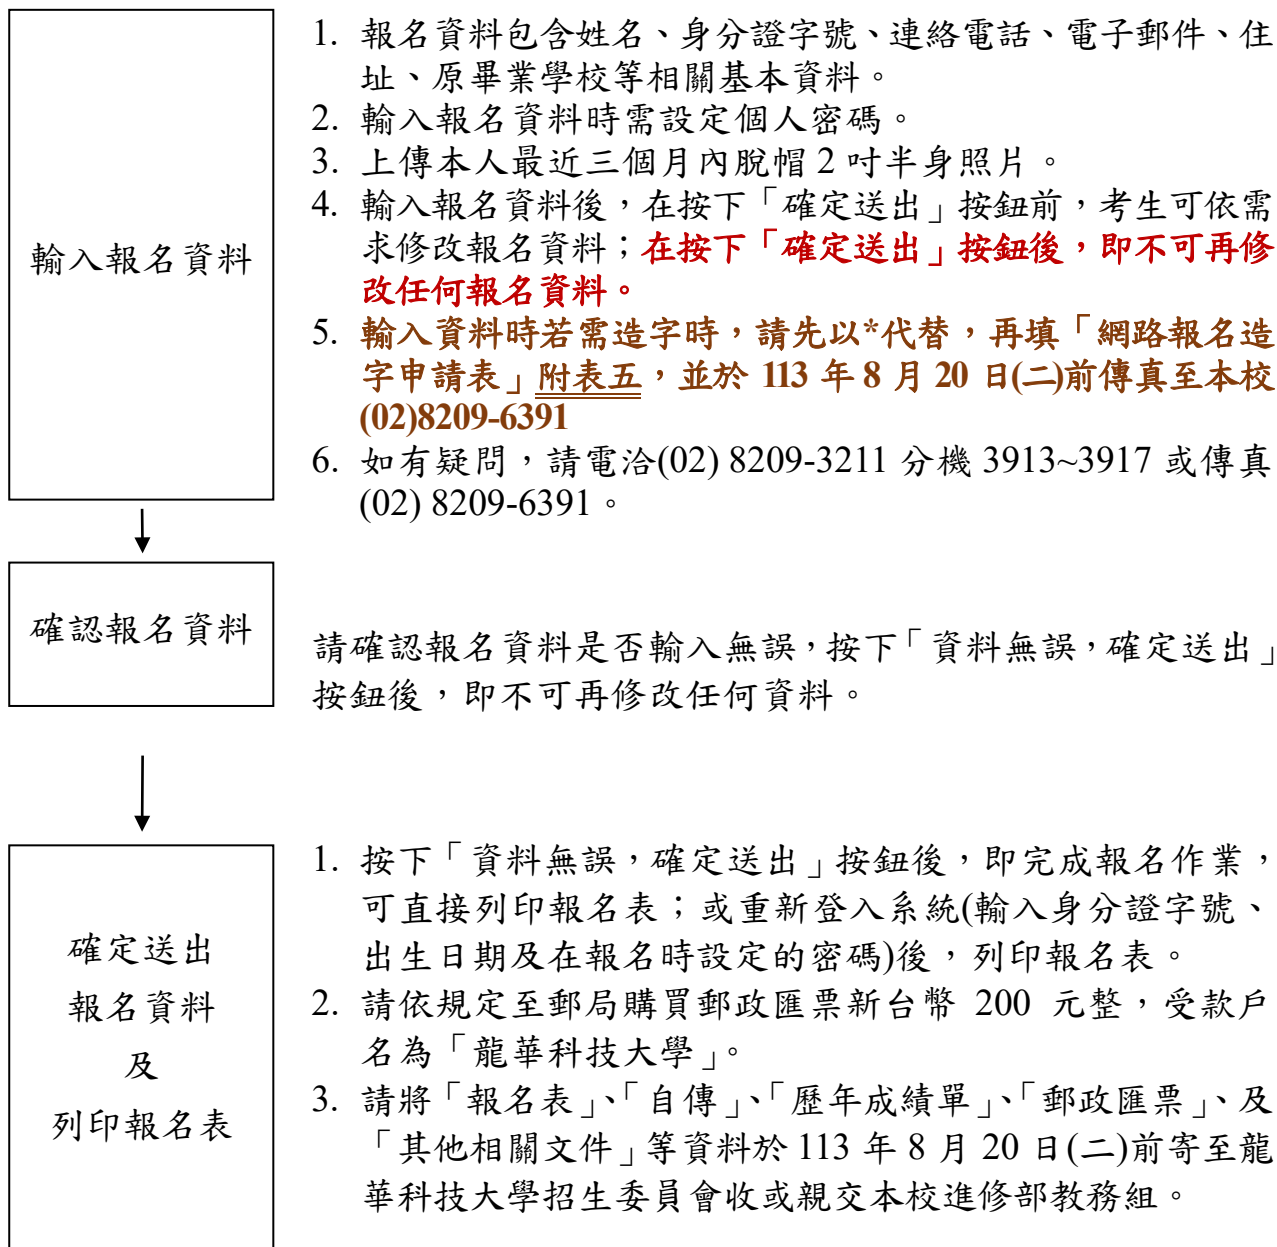 輸入報名資料
1. 報名資料包含姓名、身分證字號、連絡電話、電子郵件、住
址、原畢業學校等相關基本資料。
2. 輸入報名資料時需設定個人密碼。
3. 上傳本人最近三個月內脫帽 2 吋半身照片。
4. 輸入報名資料後，在按下「確定送出」按鈕前，考生可依需
求修改報名資料；在按下「確定送出」按鈕後，即不可再修
改任何報名資料。
5. 輸入資料時若需造字時，請先以*代替，再填「網路報名造
字申請表」附表五，並於 113 年 8 月 20 日(二)前傳真至本校
(02)8209-6391
6. 如有疑問，請電洽(02) 8209-3211 分機 3913~3917 或傳真
(02) 8209-6391。
確認報名資料
請確認報名資料是否輸入無誤，按下「資料無誤，確定送出」
按鈕後，即不可再修改任何資料。
確定送出
報名資料
及
列印報名表
1. 按下「資料無誤，確定送出」按鈕後，即完成報名作業，
可直接列印報名表；或重新登入系統(輸入身分證字號、
出生日期及在報名時設定的密碼)後，列印報名表。
2. 請依規定至郵局購買郵政匯票新台幣 200 元整，受款戶
名為「龍華科技大學」。
3. 請將「報名表」、「自傳」、「歷年成績單」、「郵政匯票」、及
「其他相關文件」等資料於 113 年 8 月 20 日(二)前寄至龍
華科技大學招生委員會收或親交本校進修部教務組。